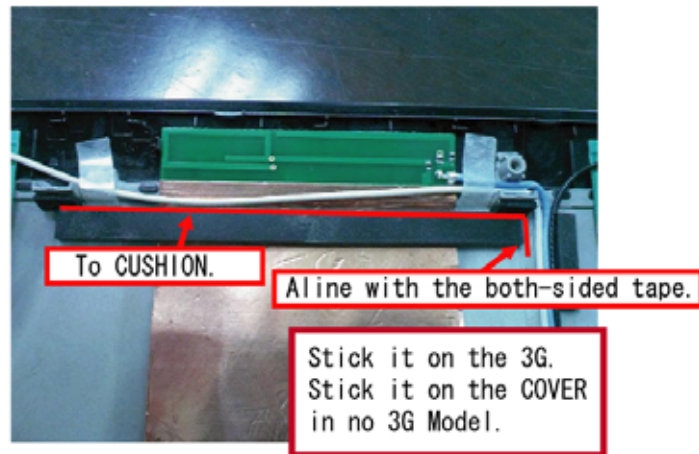 To CUSHION.
Aline with the both-sided tape.
Stick it on the 3G.
Stick it on the COVER
in no 3G Model.